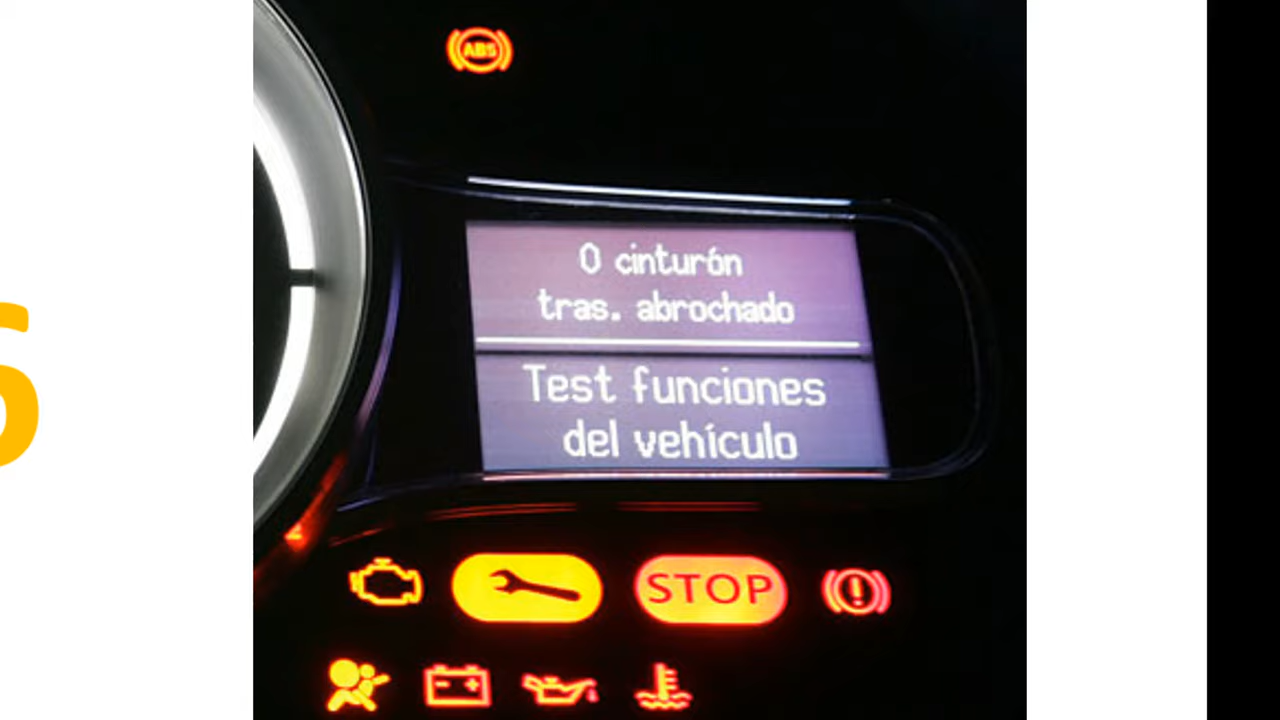 ABS
0 cinturón
tras. abrochado
Test funciones
del vehículo
STOP